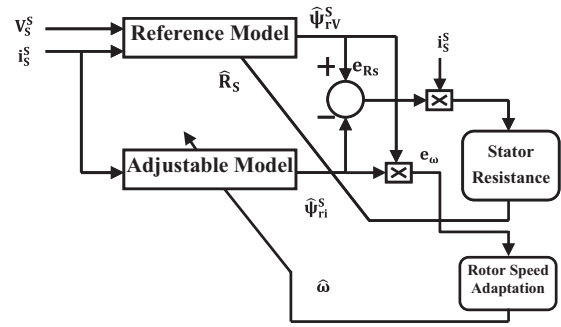 V_S^S
i_S^S
Reference Model
ψ̂_rV^S
i_S^S
+
e_Rs
R̂_S
−
×
Stator
Resistance
Adjustable Model
×
e_ω
ψ̂_ri^S
Rotor Speed
Adaptation
ω̂